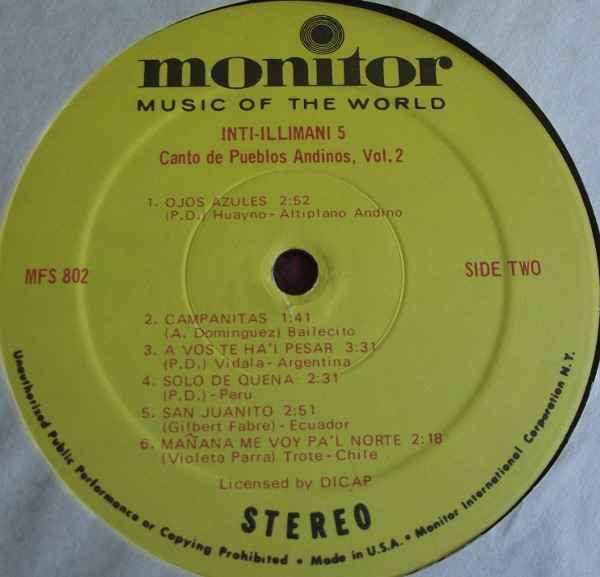 monitor
MUSIC OF THE WORLD
INTI-ILLIMANI 5
Canto de Pueblos Andinos, Vol. 2
1. OJOS AZULES 2:52
(P.D.) Huayno - Altiplano Andino
MFS 802
SIDE TWO
2. CAMPANITAS 1:41
(A. Dominguez) Bailecito
3. A VOS TE HA'I PESAR 3:31
(P.D.) Vidala - Argentina
4. SOLO DE QUENA 2:31
(P.D.) - Peru
5. SAN JUANITO 2:51
(Gilbert Fabre) - Ecuador
6. MAÑANA ME VOY PA'L NORTE 2:18
(Violeta Parra) Trote - Chile
Licensed by DICAP
STEREO
Unauthorized Public Performance or Copying Prohibited • Made in U.S.A. • Monitor International Corporation N.Y.